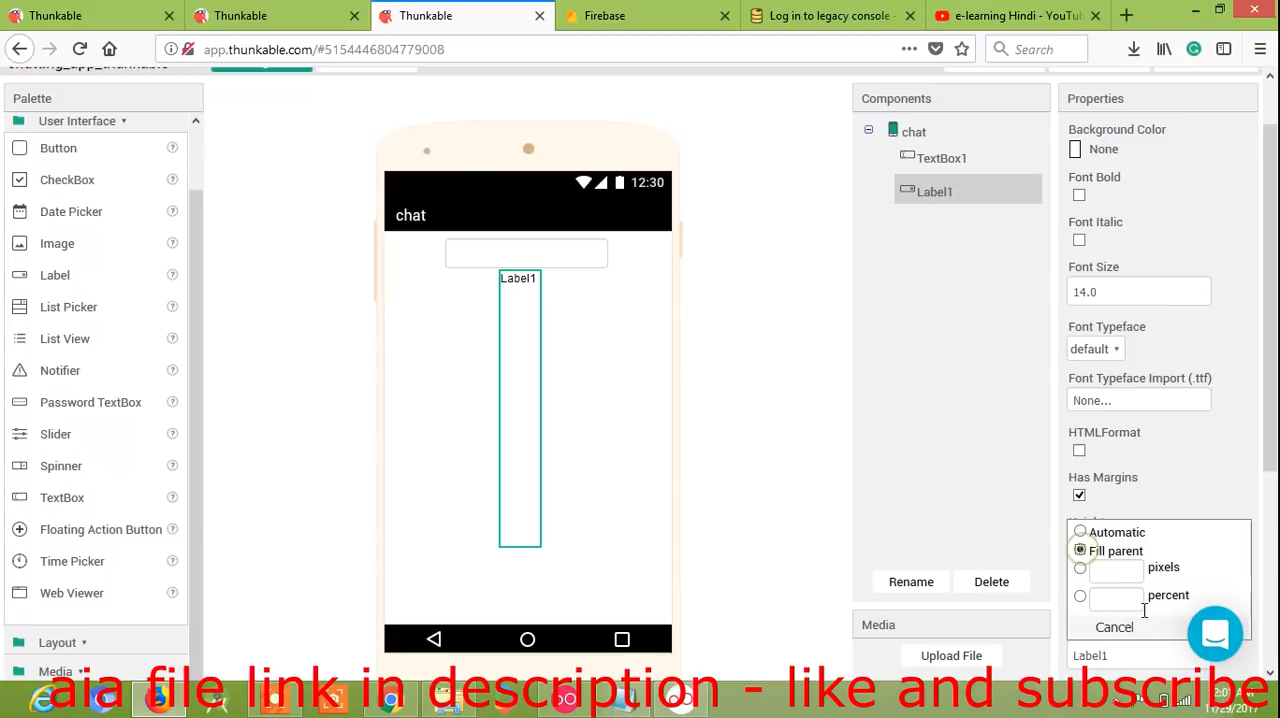 Thunkable
Thunkable
Thunkable
Firebase
Log in to legacy console -
e-learning Hindi - YouTu
app.thunkable.com/#5154446804779008
Search
Palette
Components
Properties
User Interface
Button
CheckBox
Date Picker
Image
Label
List Picker
List View
Notifier
Password TextBox
Slider
Spinner
TextBox
Floating Action Button
Time Picker
Web Viewer
Layout
Media
12:30
chat
Label1
chat
TextBox1
Label1
Rename
Delete
Media
Upload File
Background Color
None
Font Bold
Font Italic
Font Size
14.0
Font Typeface
default
Font Typeface Import (.ttf)
None...
HTMLFormat
Has Margins
Automatic
Fill parent
pixels
percent
Cancel
Label1
aia file link in description - like and subscribe
11/29/2017